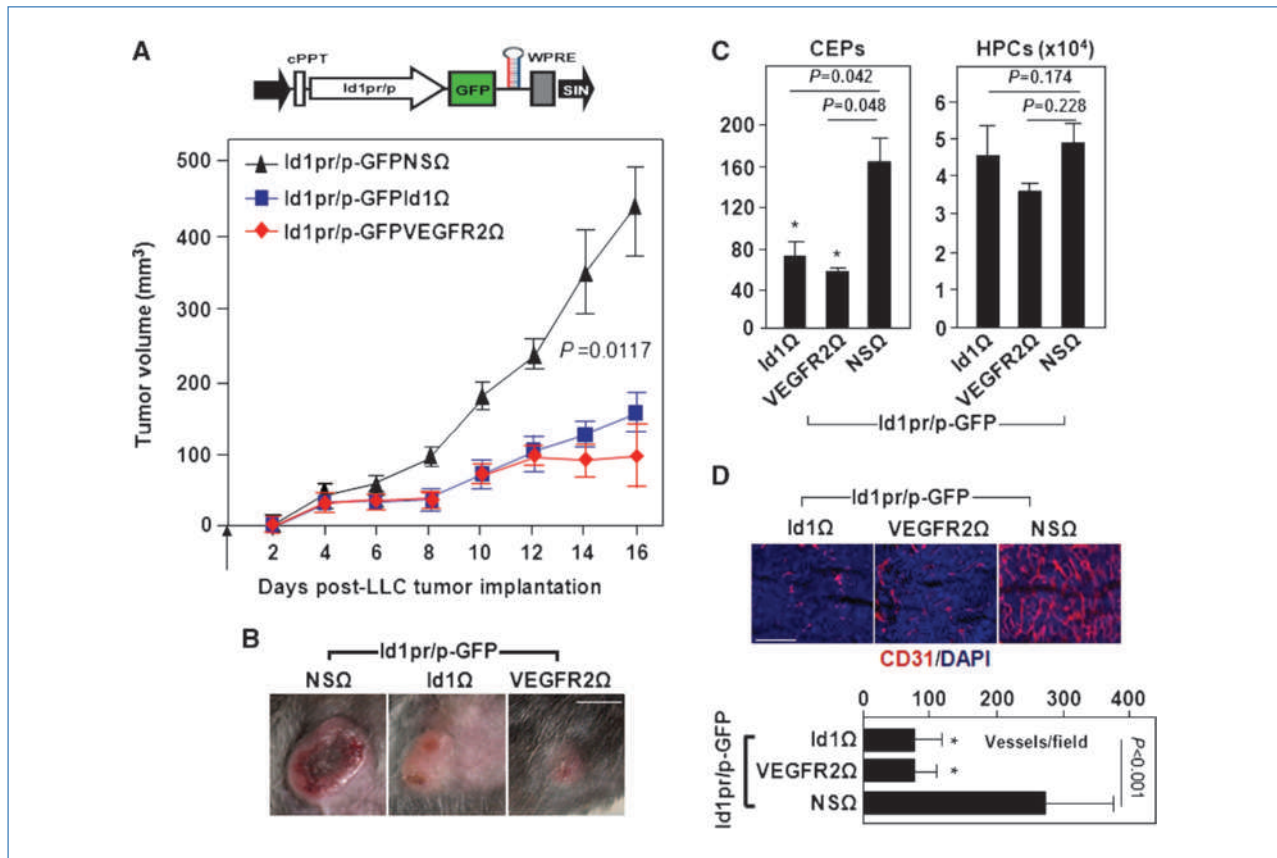 A
cPPT
WPRE
Id1pr/p
GFP
SIN
Id1pr/p-GFPNSΩ
Id1pr/p-GFPId1Ω
Id1pr/p-GFPVEGFR2Ω
Tumor volume (mm³)
500
400
300
200
100
0
P =0.0117
2 4 6 8 10 12 14 16
Days post-LLC tumor implantation
B
Id1pr/p-GFP
NSΩ Id1Ω VEGFR2Ω
C
CEPs
P=0.042
P=0.048
200
160
120
80
40
0
* *
Id1Ω VEGFR2Ω NSΩ
HPCs (x10⁴)
P=0.174
P=0.228
6
5
4
3
2
1
0
Id1Ω VEGFR2Ω NSΩ
Id1pr/p-GFP
D
Id1pr/p-GFP
Id1Ω VEGFR2Ω NSΩ
CD31/DAPI
0 100 200 300 400
Id1pr/p-GFP
Id1Ω *
Vessels/field
VEGFR2Ω *
NSΩ
P<0.001